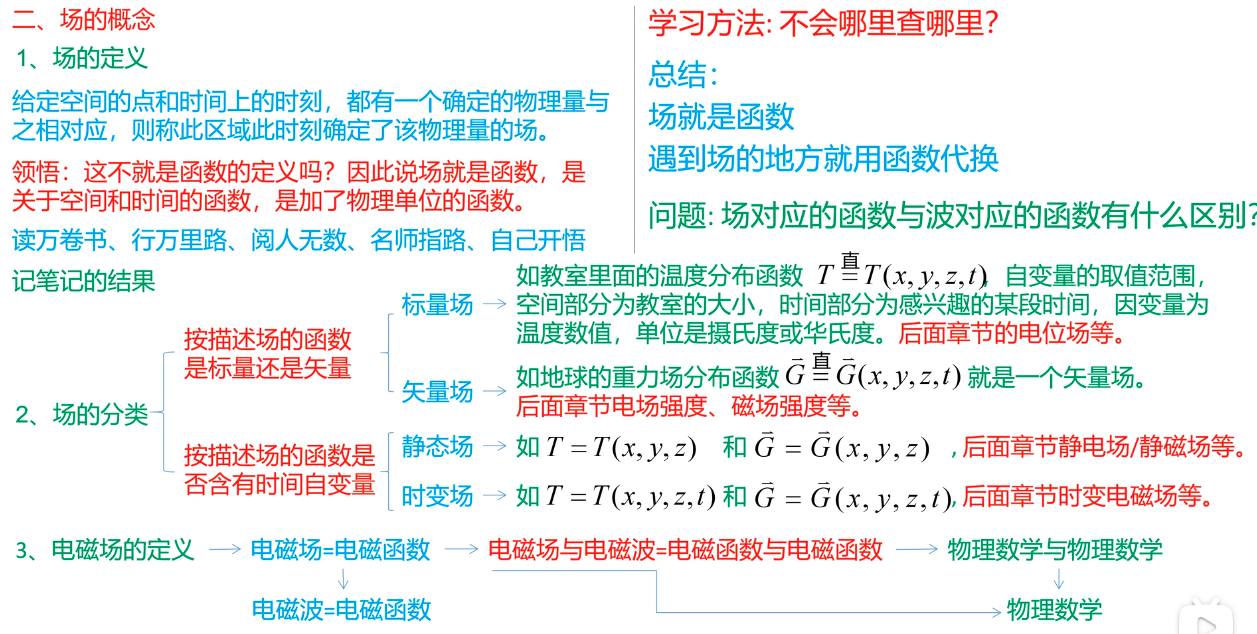 二、场的概念
1、场的定义
给定空间的点和时间上的时刻，都有一个确定的物理量与
之相对应，则称此区域此时刻确定了该物理量的场。
领悟：这不就是函数的定义吗？因此说场就是函数，是
关于空间和时间的函数，是加了物理单位的函数。
读万卷书、行万里路、阅人无数、名师指路、自己开悟
记笔记的结果
学习方法: 不会哪里查哪里？
总结：
场就是函数
遇到场的地方就用函数代换
问题: 场对应的函数与波对应的函数有什么区别?
2、场的分类
按描述场的函数
是标量还是矢量
标量场
如教室里面的温度分布函数 T 直= T(x, y, z, t)，自变量的取值范围，
空间部分为教室的大小，时间部分为感兴趣的某段时间，因变量为
温度数值，单位是摄氏度或华氏度。后面章节的电位场等。
矢量场
如地球的重力场分布函数 G⃗ 直= G⃗(x, y, z, t) 就是一个矢量场。
后面章节电场强度、磁场强度等。
按描述场的函数是
否含有时间自变量
静态场
如 T = T(x, y, z) 和 G⃗ = G⃗(x, y, z) , 后面章节静电场/静磁场等。
时变场
如 T = T(x, y, z, t) 和 G⃗ = G⃗(x, y, z, t), 后面章节时变电磁场等。
3、电磁场的定义 → 电磁场=电磁函数 → 电磁场与电磁波=电磁函数与电磁函数 → 物理数学与物理数学
电磁波=电磁函数
物理数学